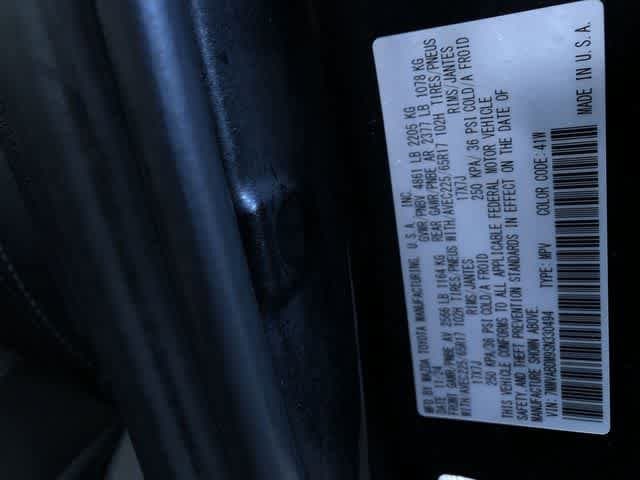 MFD. BY MAZDA TOYOTA MANUFACTURING, U.S.A., INC.
DATE 11/24 GVWR/PNBV 4861 LB 2205 KG
FRONT GAWR/PNBE AV 2566 LB 1164 KG REAR GAWR/PNBE AR 2377 LB 1078 KG
WITH/AVEC225/65R17 102H TIRES/PNEUS WITH/AVEC225/65R17 102H TIRES/PNEUS
17X7J RIMS/JANTES 17X7J RIMS/JANTES
250 KPA/36 PSI COLD/A FROID 250 KPA/36 PSI COLD/A FROID
THIS VEHICLE CONFORMS TO ALL APPLICABLE FEDERAL MOTOR VEHICLE
SAFETY AND THEFT PREVENTION STANDARDS IN EFFECT ON THE DATE OF
MANUFACTURE SHOWN ABOVE.
VIN: TYPE: MPV COLOR CODE: 41W
MADE IN U.S.A.